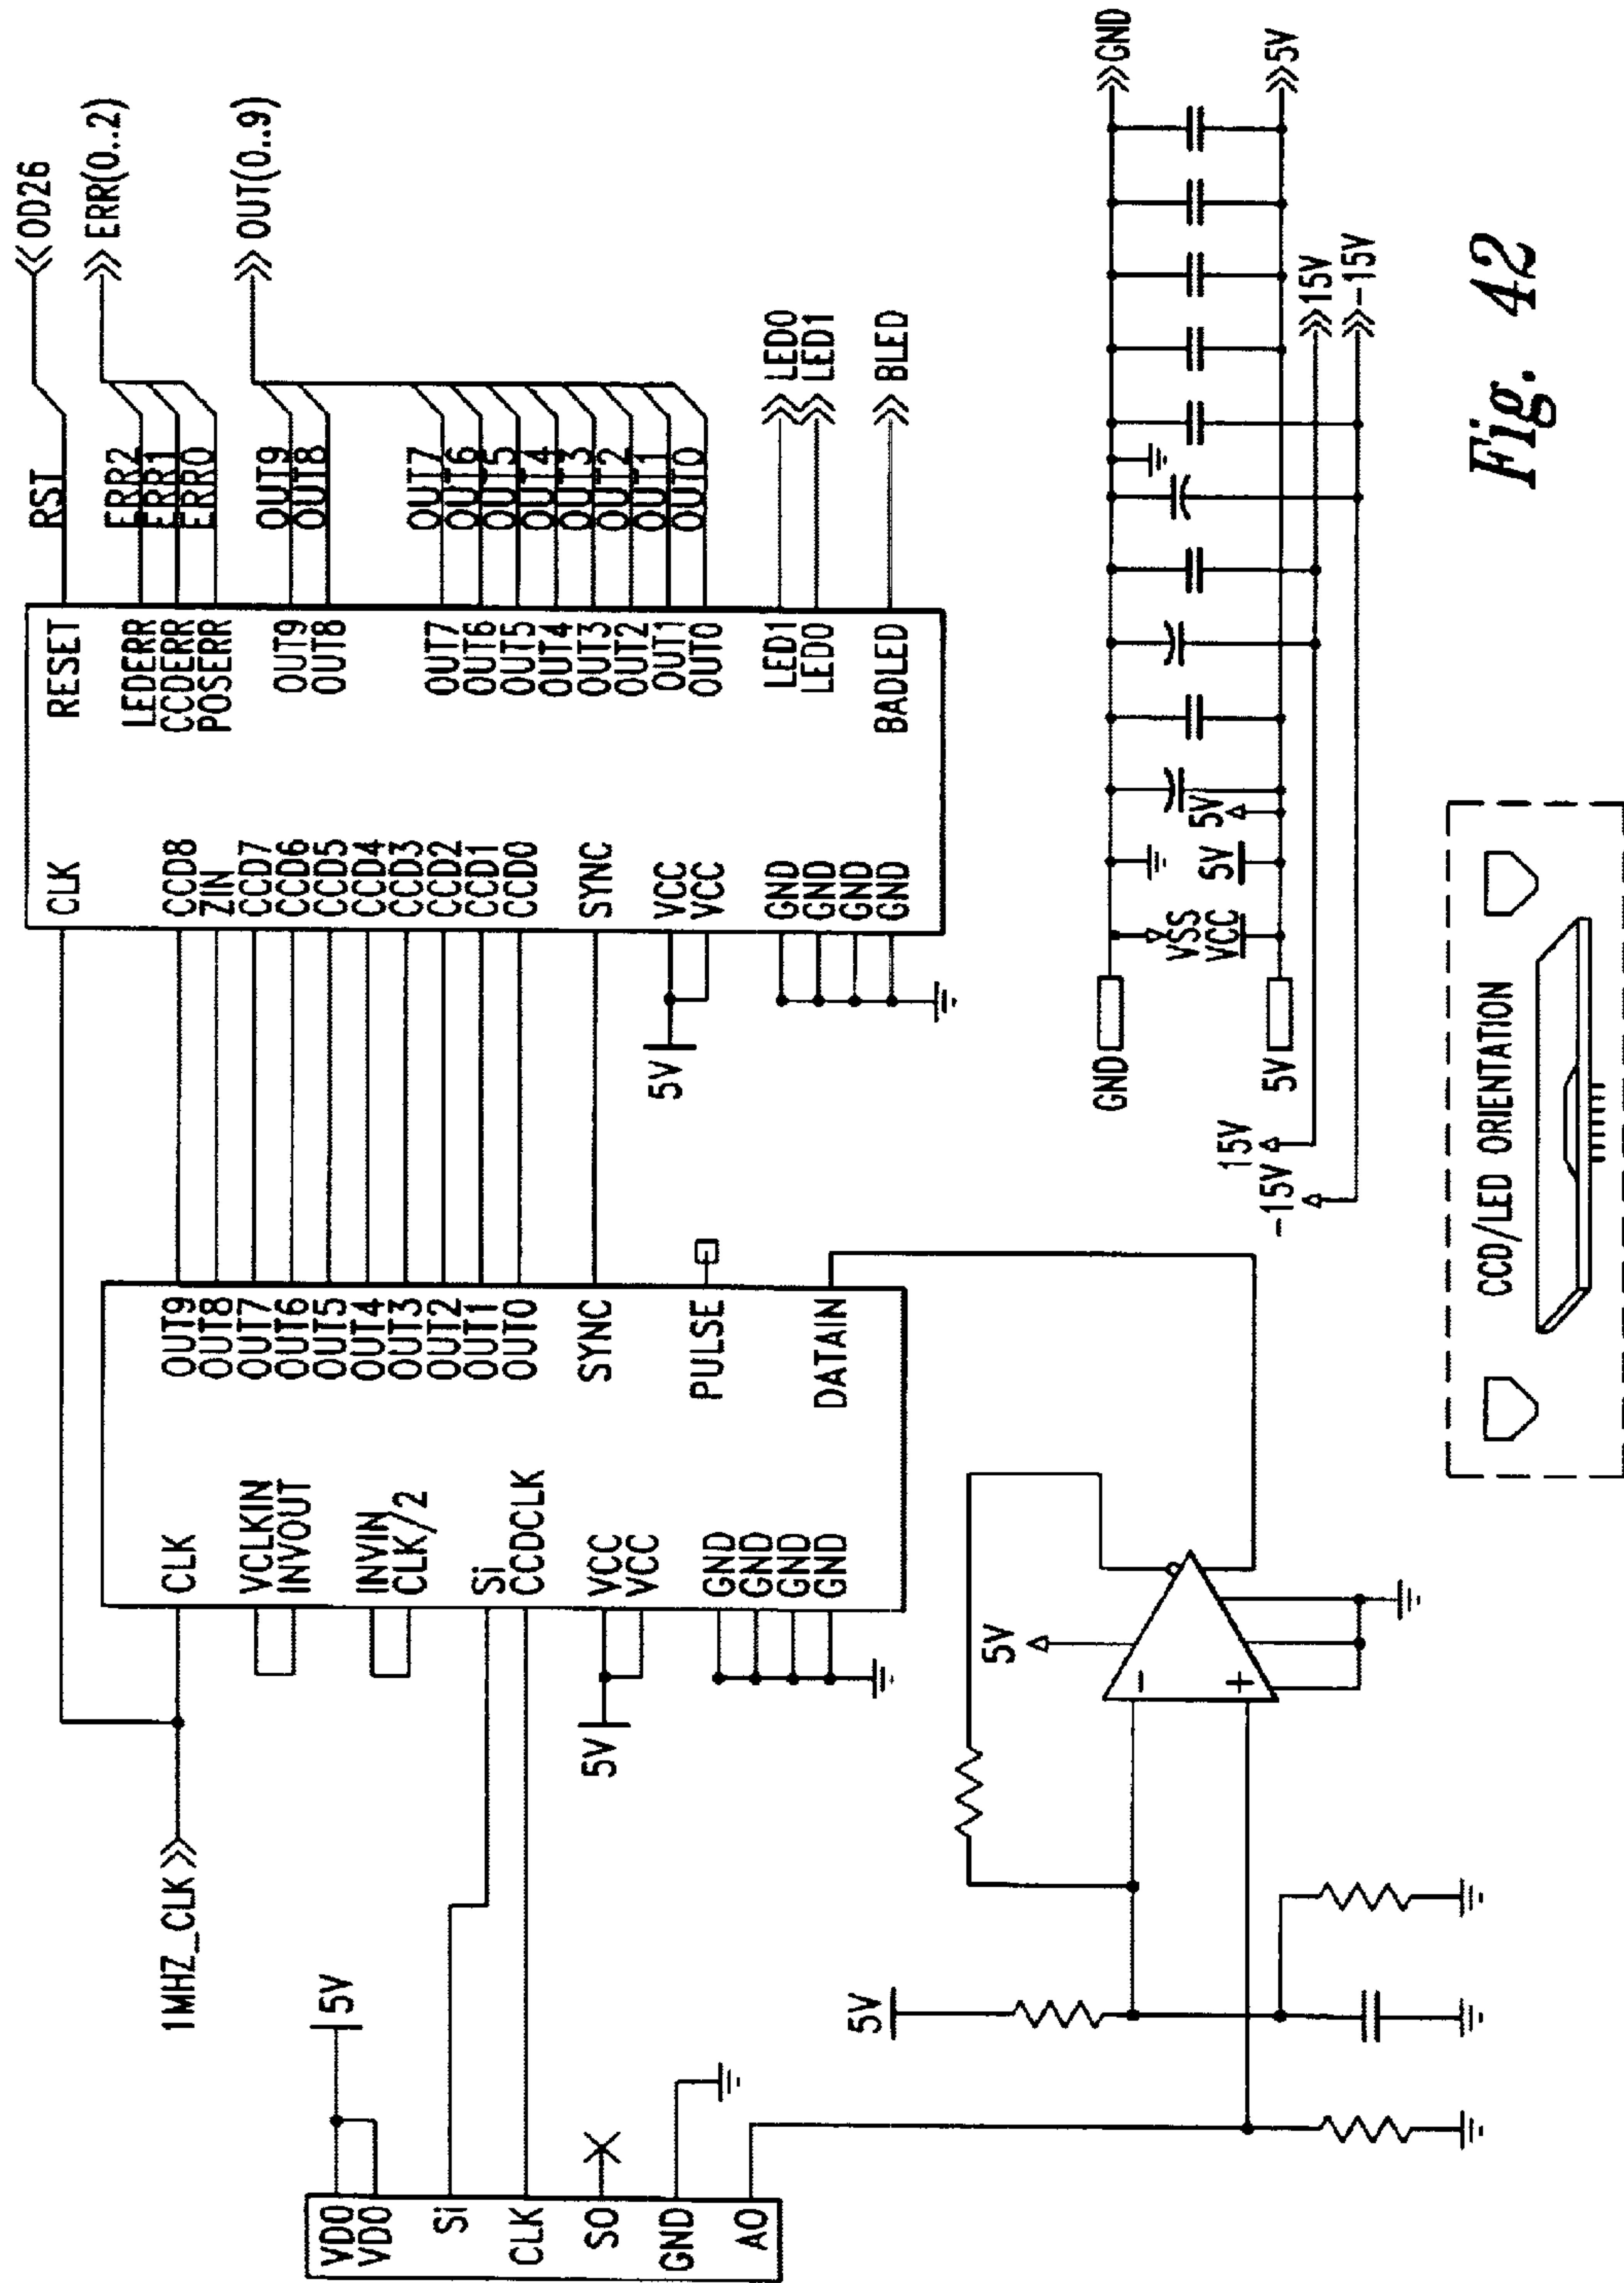 1MHZ_CLK
VDO
VDO
Si
CLK
SO
GND
AO
5V
CLK
VCLKIN
INVOUT
INVIN
CLK/2
Si
CCDCLK
VCC
VCC
GND
GND
GND
GND
5V
OUT9
OUT8
OUT7
OUT6
OUT5
OUT4
OUT3
OUT2
OUT1
OUT0
SYNC
PULSE
DATAIN
CLK
CCD8
ZIN
CCD7
CCD6
CCD5
CCD4
CCD3
CCD2
CCD1
CCD0
SYNC
VCC
VCC
GND
GND
GND
GND
5V
RESET
LEDERR
CCDERR
POSERR
OUT9
OUT8
OUT7
OUT6
OUT5
OUT4
OUT3
OUT2
OUT1
OUT0
LED1
LED0
BADLED
RST
ERR2
ERR1
ERR0
OUT9
OUT8
OUT7
OUT6
OUT5
OUT4
OUT3
OUT2
OUT1
OUT0
OD26
ERR(0..2)
OUT(0..9)
LED0
LED1
BLED
5V
5V
-
+
GND
5V
15V
-15V
VSS
VCC
5V
5V
GND
5V
15V
-15V
CCD/LED ORIENTATION
Fig. 42